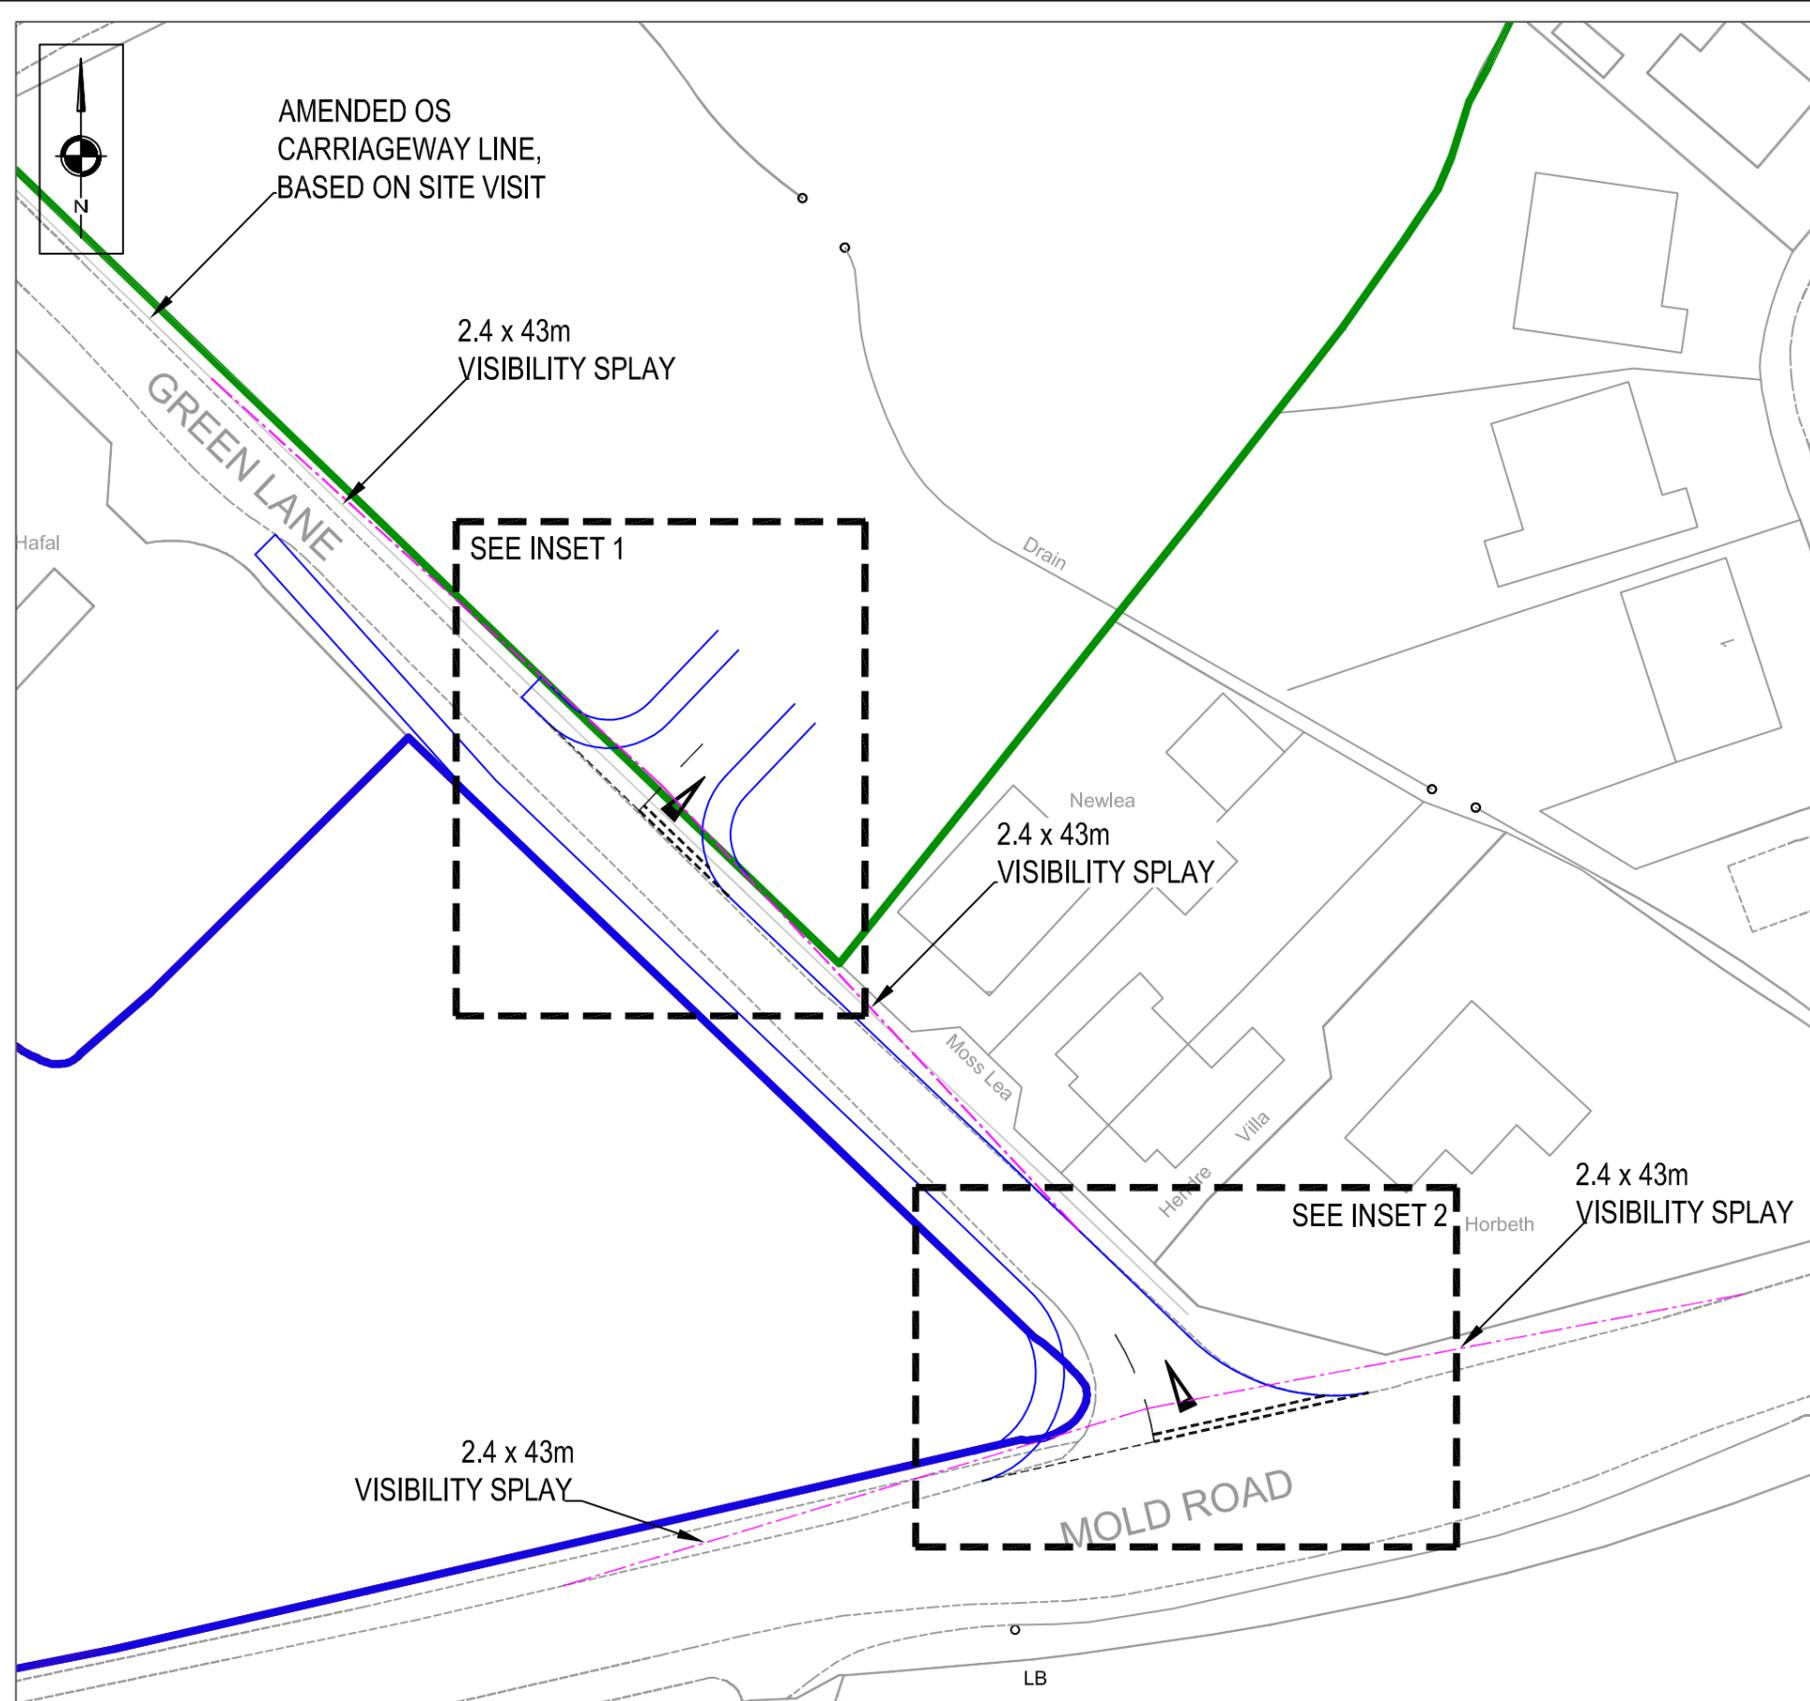 AMENDED OS
CARRIAGEWAY LINE,
BASED ON SITE VISIT
N
2.4 x 43m
VISIBILITY SPLAY
GREEN LANE
SEE INSET 1
Hafal
Drain
1
Newlea
2.4 x 43m
VISIBILITY SPLAY
Moss Lea
Hendre Villa
2.4 x 43m
VISIBILITY SPLAY
SEE INSET 2
Horbeth
2.4 x 43m
VISIBILITY SPLAY
MOLD ROAD
LB